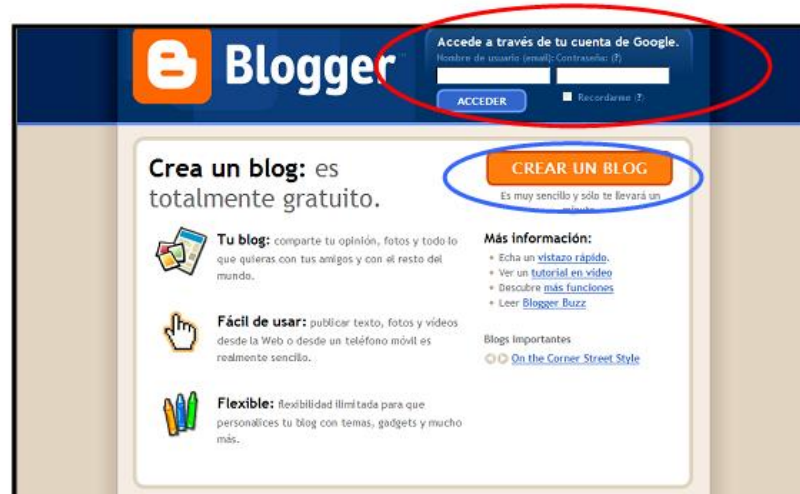 Blogger
Accede a través de tu cuenta de Google.
Nombre de usuario (email): Contraseña: (?)
ACCEDER
Recordarme (?)
Crea un blog: es
totalmente gratuito.
CREAR UN BLOG
Es muy sencillo y sólo te llevará un
minuto
Tu blog: comparte tu opinión, fotos y todo lo
que quieras con tus amigos y con el resto del
mundo.
Fácil de usar: publicar texto, fotos y vídeos
desde la Web o desde un teléfono móvil es
realmente sencillo.
Flexible: flexibilidad ilimitada para que
personalices tu blog con temas, gadgets y mucho
más.
Más información:
Echa un vistazo rápido.
Ver un tutorial en vídeo
Descubre más funciones
Leer Blogger Buzz
Blogs importantes
On the Corner Street Style